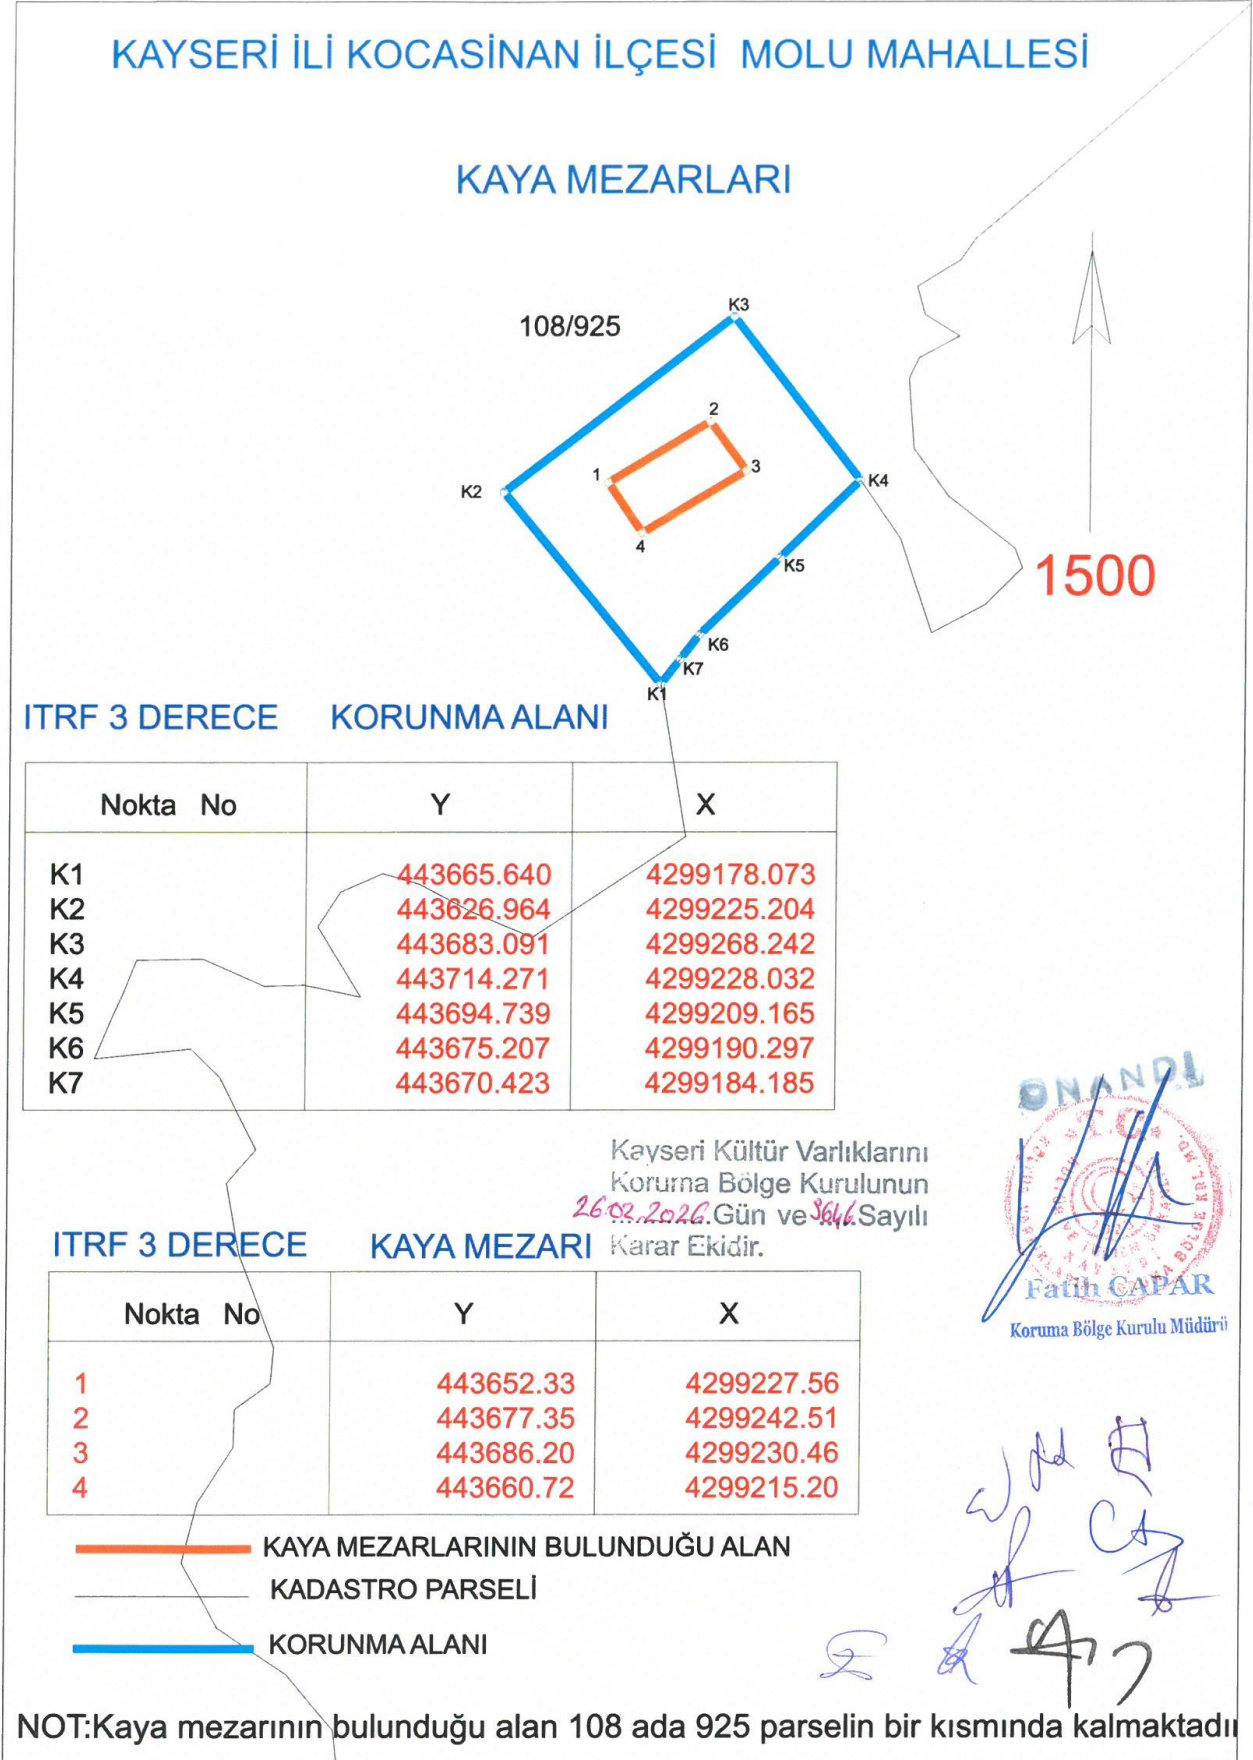 KAYSERİ İLİ KOCASİNAN İLÇESİ MOLU MAHALLESİ
KAYA MEZARLARI
108/925
K3
2
1
3
K2
K4
4
K5
1500
K6
K7
K1
ITRF 3 DERECE KORUNMA ALANI
Nokta No Y X
K1 443665.640 4299178.073
K2 443626.964 4299225.204
K3 443683.091 4299268.242
K4 443714.271 4299228.032
K5 443694.739 4299209.165
K6 443675.207 4299190.297
K7 443670.423 4299184.185
ONANDI
T.C.
Kayseri Kültür Varlıklarını
Koruma Bölge Kurulunun
26.02.2026.Gün ve 9646.Sayılı
Karar Ekidir.
Fatih ÇAPAR
Koruma Bölge Kurulu Müdürü
ITRF 3 DERECE KAYA MEZARI
Nokta No Y X
1 443652.33 4299227.56
2 443677.35 4299242.51
3 443686.20 4299230.46
4 443660.72 4299215.20
KAYA MEZARLARININ BULUNDUĞU ALAN
KADASTRO PARSELİ
KORUNMA ALANI
NOT:Kaya mezarının bulunduğu alan 108 ada 925 parselin bir kısmında kalmaktadı